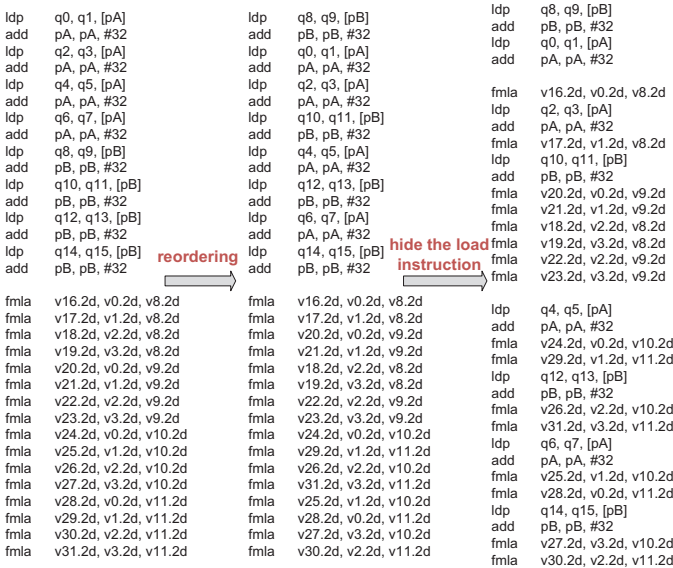 ldp q0, q1, [pA]
add pA, pA, #32
ldp q2, q3, [pA]
add pA, pA, #32
ldp q4, q5, [pA]
add pA, pA, #32
ldp q6, q7, [pA]
add pA, pA, #32
ldp q8, q9, [pB]
add pB, pB, #32
ldp q10, q11, [pB]
add pB, pB, #32
ldp q12, q13, [pB]
add pB, pB, #32
ldp q14, q15, [pB]
add pB, pB, #32
fmla v16.2d, v0.2d, v8.2d
fmla v17.2d, v1.2d, v8.2d
fmla v18.2d, v2.2d, v8.2d
fmla v19.2d, v3.2d, v8.2d
fmla v20.2d, v0.2d, v9.2d
fmla v21.2d, v1.2d, v9.2d
fmla v22.2d, v2.2d, v9.2d
fmla v23.2d, v3.2d, v9.2d
fmla v24.2d, v0.2d, v10.2d
fmla v25.2d, v1.2d, v10.2d
fmla v26.2d, v2.2d, v10.2d
fmla v27.2d, v3.2d, v10.2d
fmla v28.2d, v0.2d, v11.2d
fmla v29.2d, v1.2d, v11.2d
fmla v30.2d, v2.2d, v11.2d
fmla v31.2d, v3.2d, v11.2d
reordering
ldp q8, q9, [pB]
add pB, pB, #32
ldp q0, q1, [pA]
add pA, pA, #32
ldp q2, q3, [pA]
add pA, pA, #32
ldp q10, q11, [pB]
add pB, pB, #32
ldp q4, q5, [pA]
add pA, pA, #32
ldp q12, q13, [pB]
add pB, pB, #32
ldp q6, q7, [pA]
add pA, pA, #32
ldp q14, q15, [pB]
add pB, pB, #32
fmla v16.2d, v0.2d, v8.2d
fmla v17.2d, v1.2d, v8.2d
fmla v20.2d, v0.2d, v9.2d
fmla v21.2d, v1.2d, v9.2d
fmla v18.2d, v2.2d, v8.2d
fmla v19.2d, v3.2d, v8.2d
fmla v22.2d, v2.2d, v9.2d
fmla v23.2d, v3.2d, v9.2d
fmla v24.2d, v0.2d, v10.2d
fmla v29.2d, v1.2d, v11.2d
fmla v26.2d, v2.2d, v10.2d
fmla v31.2d, v3.2d, v11.2d
fmla v25.2d, v1.2d, v10.2d
fmla v28.2d, v0.2d, v11.2d
fmla v27.2d, v3.2d, v10.2d
fmla v30.2d, v2.2d, v11.2d
hide the load
instruction
ldp q8, q9, [pB]
add pB, pB, #32
ldp q0, q1, [pA]
add pA, pA, #32
fmla v16.2d, v0.2d, v8.2d
ldp q2, q3, [pA]
add pA, pA, #32
fmla v17.2d, v1.2d, v8.2d
ldp q10, q11, [pB]
add pB, pB, #32
fmla v20.2d, v0.2d, v9.2d
fmla v21.2d, v1.2d, v9.2d
fmla v18.2d, v2.2d, v8.2d
fmla v19.2d, v3.2d, v8.2d
fmla v22.2d, v2.2d, v9.2d
fmla v23.2d, v3.2d, v9.2d
ldp q4, q5, [pA]
add pA, pA, #32
fmla v24.2d, v0.2d, v10.2d
fmla v29.2d, v1.2d, v11.2d
ldp q12, q13, [pB]
add pB, pB, #32
fmla v26.2d, v2.2d, v10.2d
fmla v31.2d, v3.2d, v11.2d
ldp q6, q7, [pA]
add pA, pA, #32
fmla v25.2d, v1.2d, v10.2d
fmla v28.2d, v0.2d, v11.2d
ldp q14, q15, [pB]
add pB, pB, #32
fmla v27.2d, v3.2d, v10.2d
fmla v30.2d, v2.2d, v11.2d